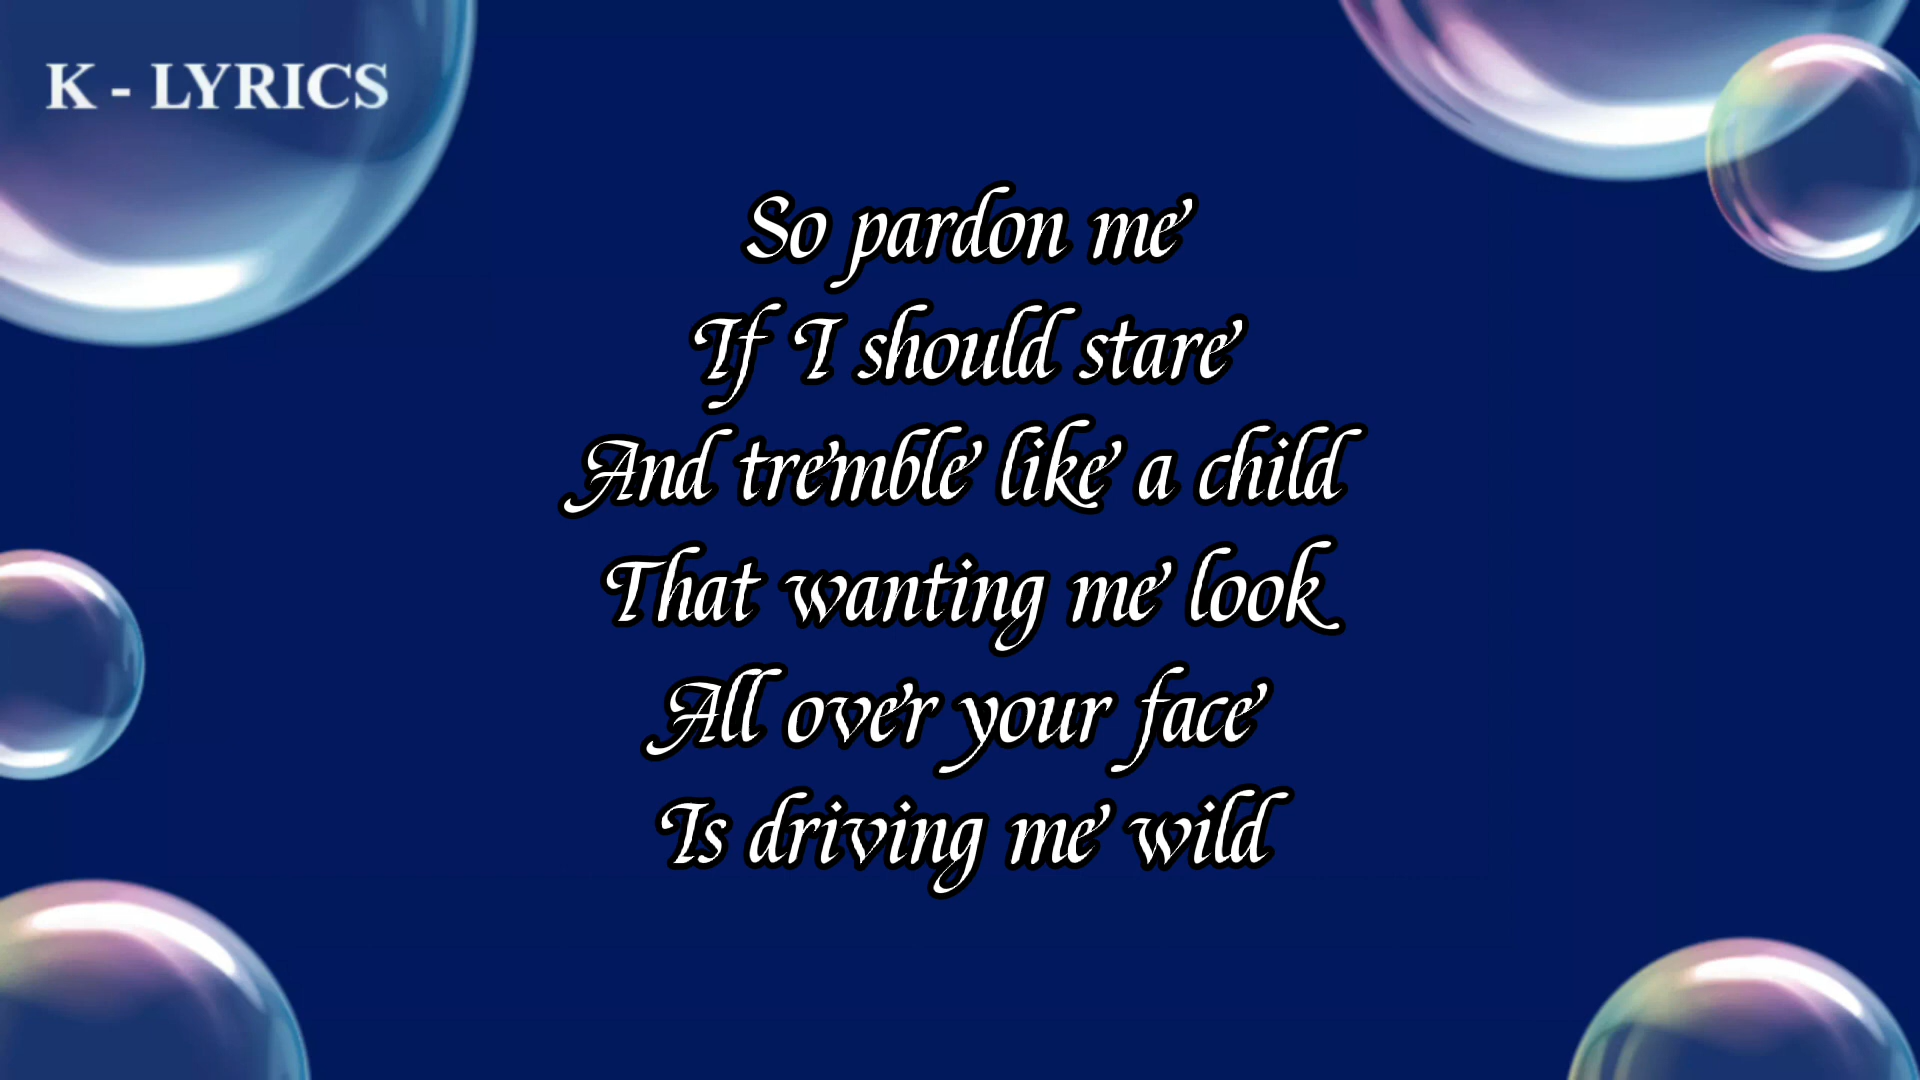 K - LYRICS
So pardon me
If I should stare
And tremble like a child
That wanting me look
All over your face
Is driving me wild